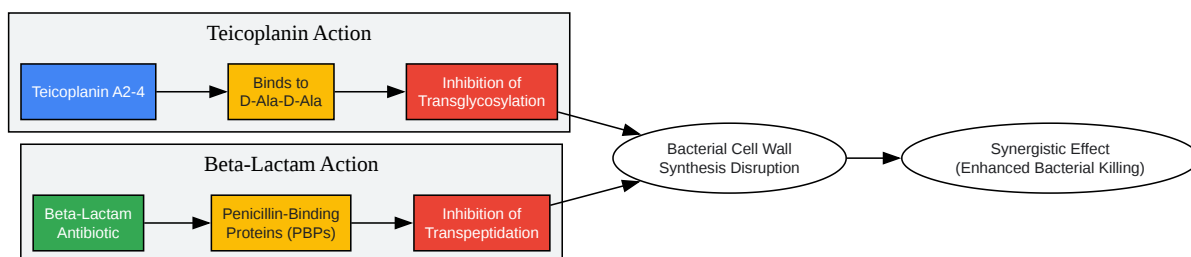 Teicoplanin Action
Teicoplanin A2-4
Binds to
D-Ala-D-Ala
Inhibition of
Transglycosylation
Beta-Lactam Action
Beta-Lactam
Antibiotic
Penicillin-Binding
Proteins (PBPs)
Inhibition of
Transpeptidation
Bacterial Cell Wall
Synthesis Disruption
Synergistic Effect
(Enhanced Bacterial Killing)